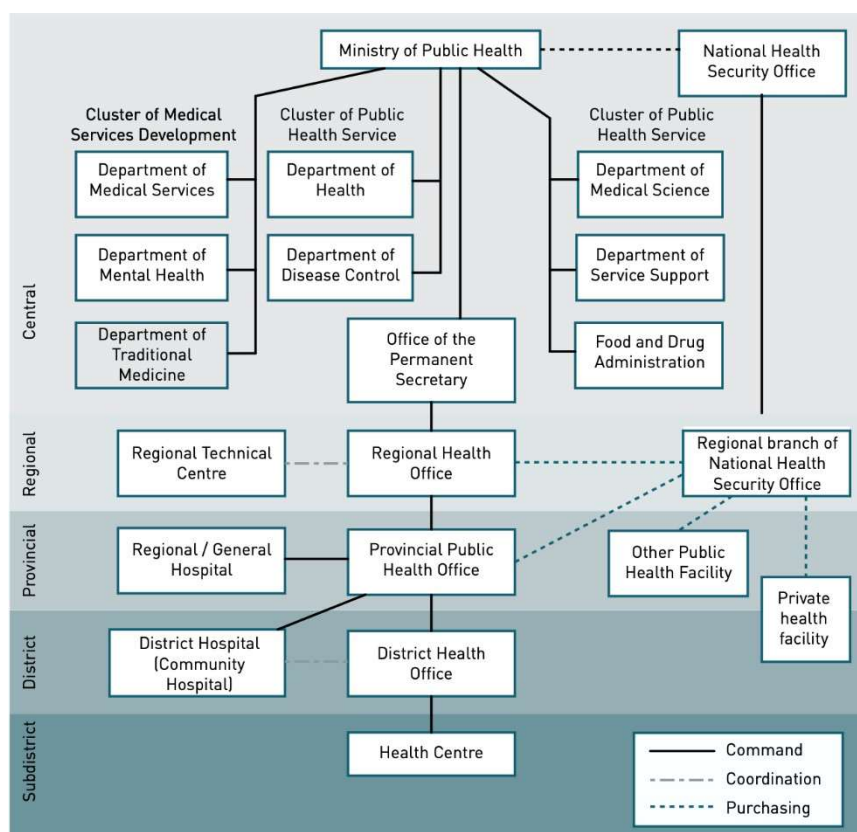 Ministry of Public Health
National Health
Security Office
Cluster of Medical
Services Development
Cluster of Public
Health Service
Cluster of Public
Health Service
Department of
Medical Services
Department of
Health
Department of
Medical Science
Department of
Mental Health
Department of
Disease Control
Department of
Service Support
Central
Department of
Traditional
Medicine
Office of the
Permanent
Secretary
Food and Drug
Administration
Regional
Regional Technical
Centre
Regional Health
Office
Regional branch of
National Health
Security Office
Provincial
Regional / General
Hospital
Provincial Public
Health Office
Other Public
Health Facility
Private
health
facility
District
District Hospital
(Community
Hospital)
District Health
Office
Subdistrict
Health Centre
Command
Coordination
Purchasing